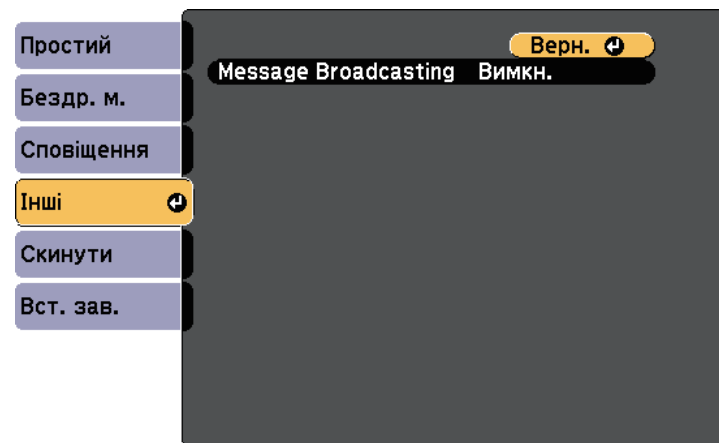 Простий
Бездр. м.
Сповіщення
Інші
Скинути
Вст. зав.
Верн.
Message Broadcasting Вимкн.